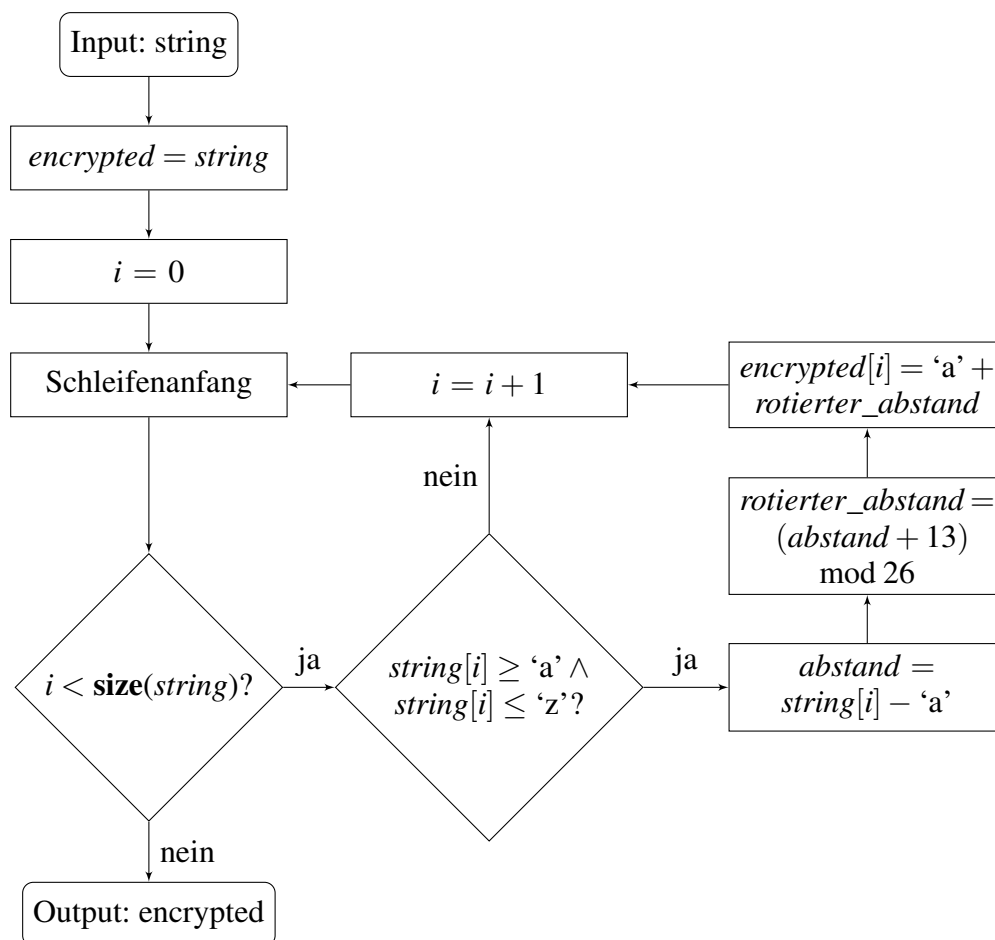 Input: string
encrypted = string
i = 0
Schleifenanfang
i = i + 1
encrypted[i] = ‘a’ +
rotierter_abstand
nein
rotierter_abstand =
(abstand + 13)
mod 26
i < size(string)?
ja
string[i] ≥ ‘a’ ∧
string[i] ≤ ‘z’?
ja
abstand =
string[i] − ‘a’
nein
Output: encrypted